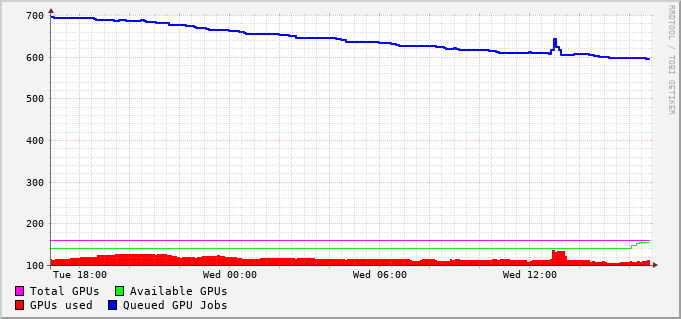 700
600
500
400
300
200
100
Tue 18:00 Wed 00:00 Wed 06:00 Wed 12:00
Total GPUs Available GPUs
GPUs used Queued GPU Jobs
RRDTOOL / TOBI OETIKER